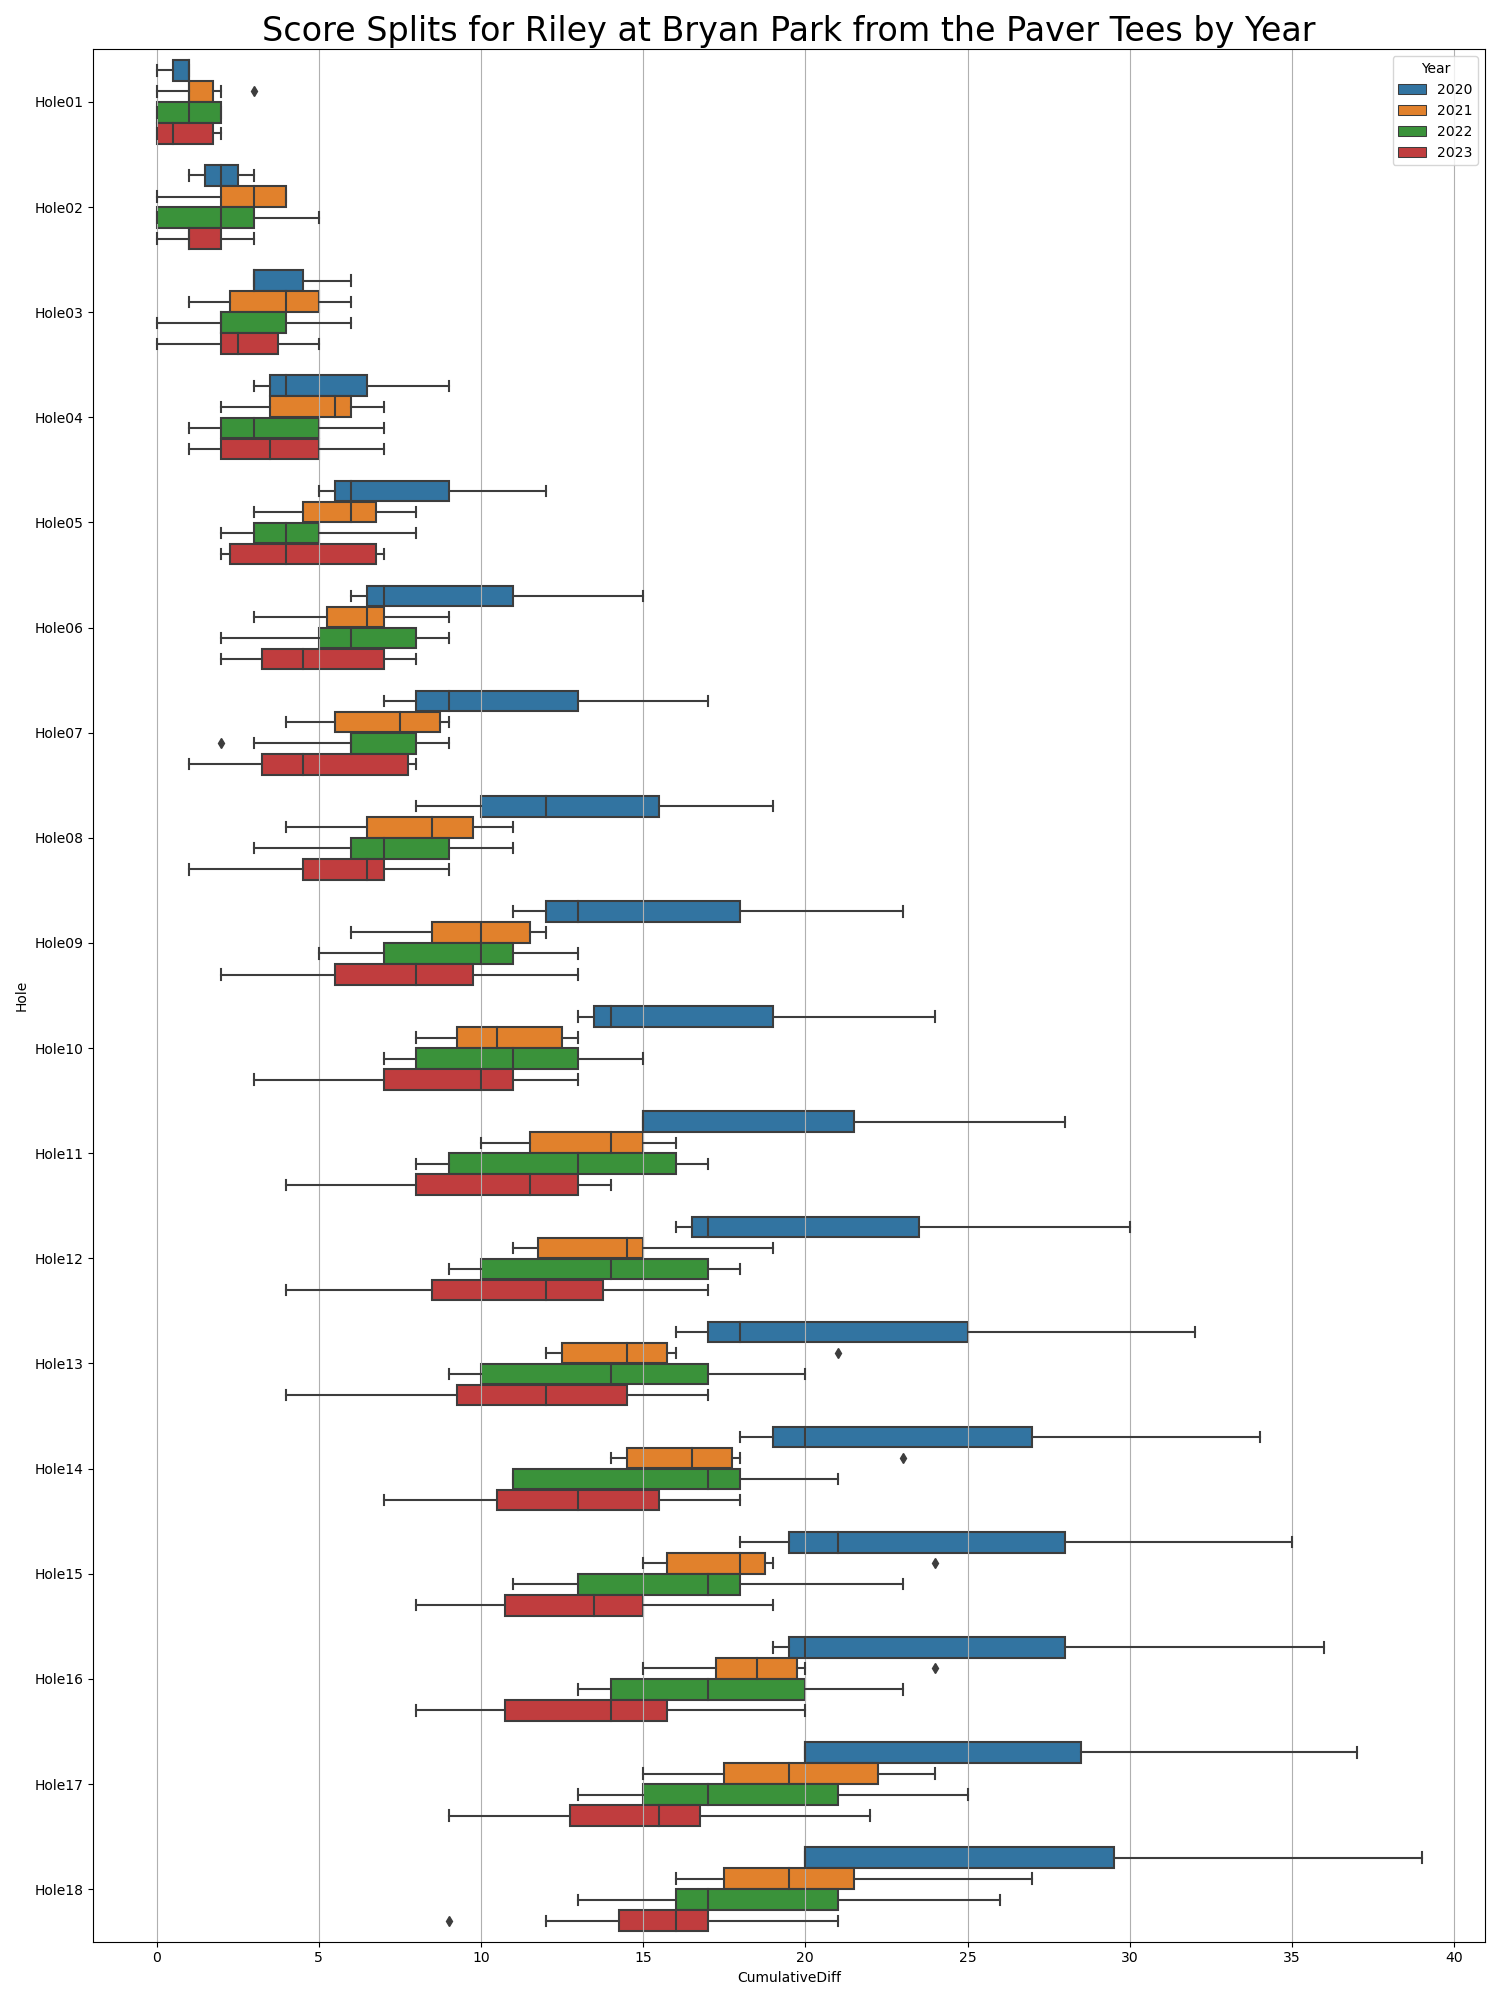 Score Splits for Riley at Bryan Park from the Paver Tees by Year
Year
2020
2021
2022
2023
Hole
Hole01
Hole02
Hole03
Hole04
Hole05
Hole06
Hole07
Hole08
Hole09
Hole10
Hole11
Hole12
Hole13
Hole14
Hole15
Hole16
Hole17
Hole18
0 5 10 15 20 25 30 35 40
CumulativeDiff